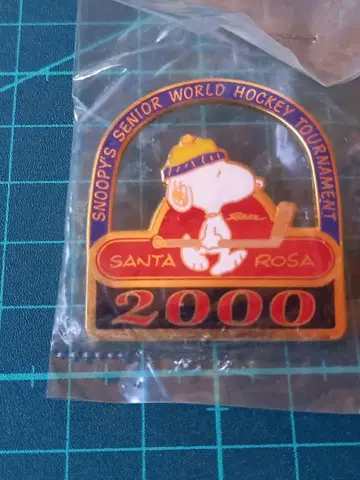 SNOOPY'S SENIOR WORLD HOCKEY TOURNAMENT
SANTA ROSA
2000